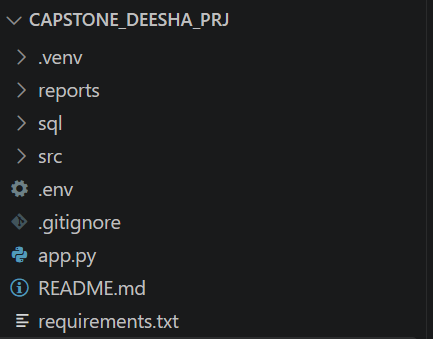 CAPSTONE_DEESHA_PRJ
.venv
reports
sql
src
.env
.gitignore
app.py
README.md
requirements.txt